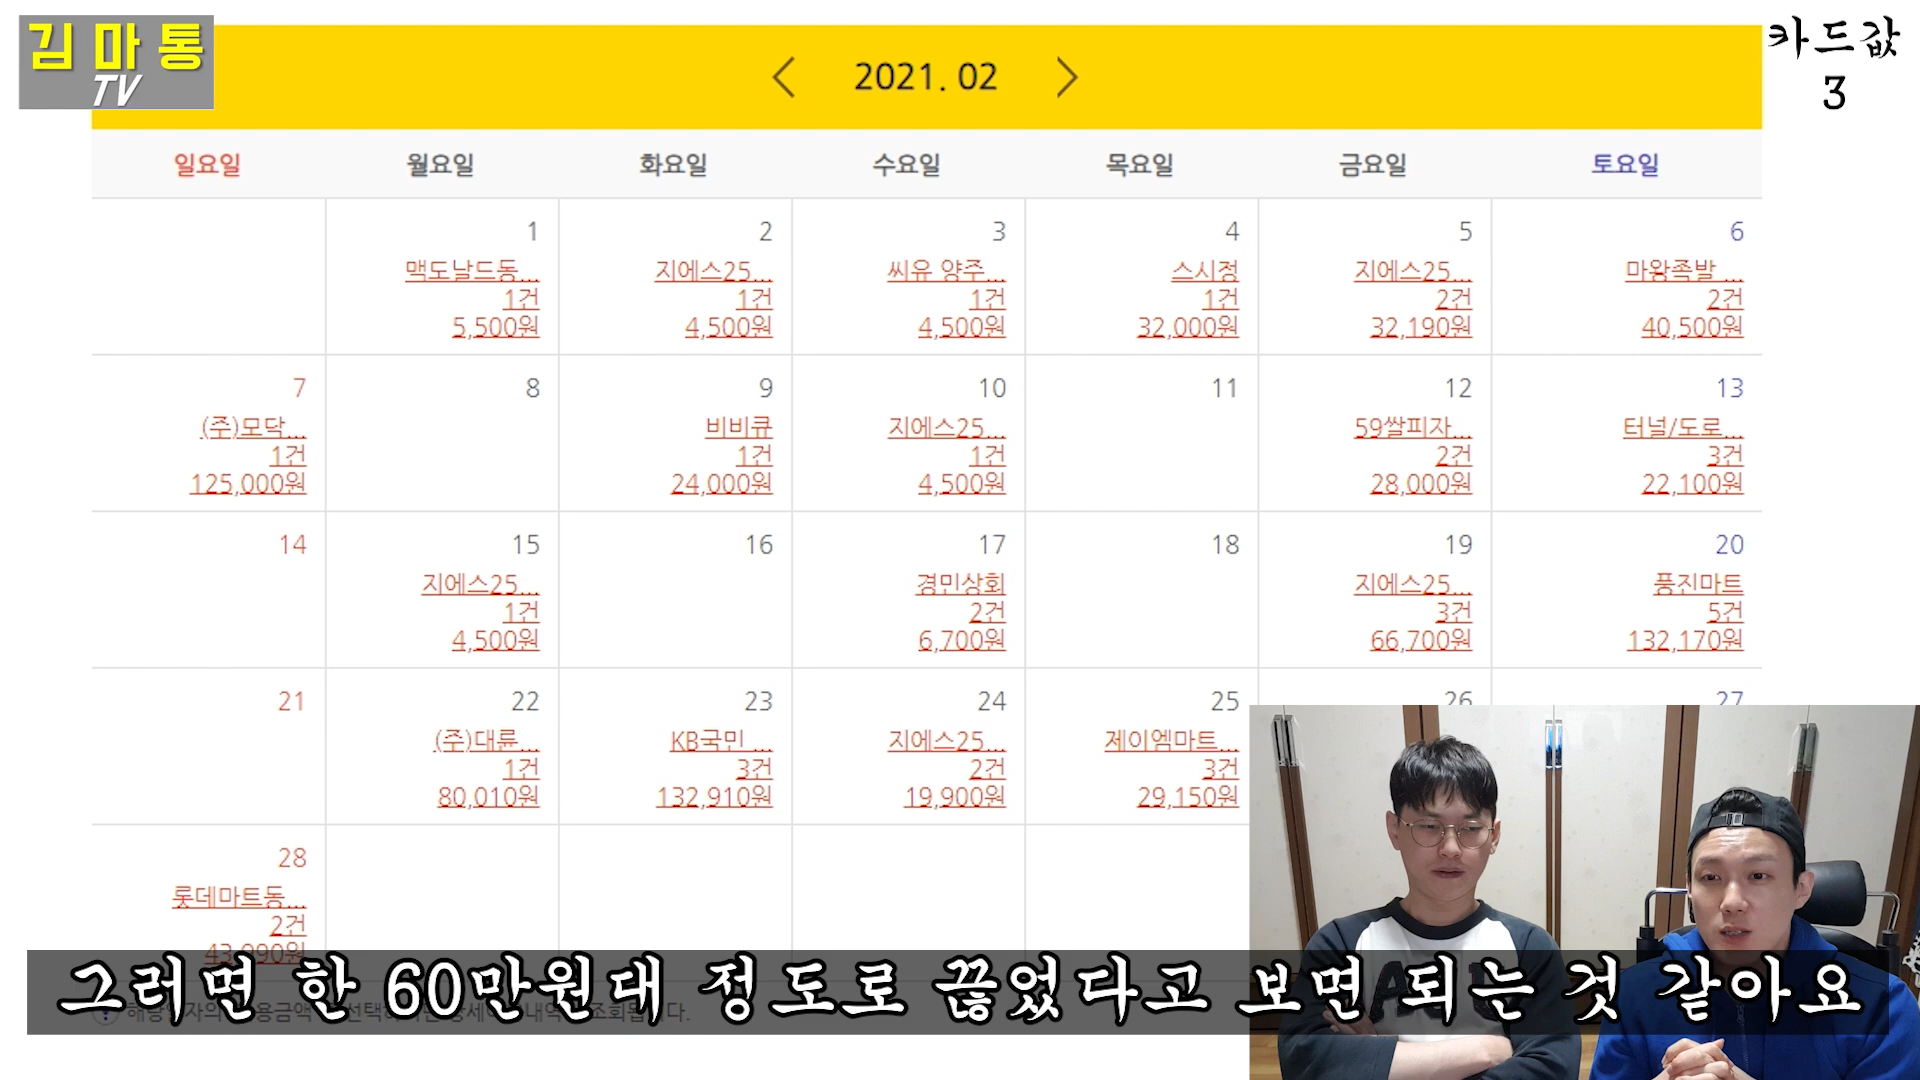 김마통
TV
카드값
3
2021. 02
일요일 월요일 화요일 수요일 목요일 금요일 토요일
1 2 3 4 5 6
맥도날드동... 지에스25... 씨유 양주... 스시정 지에스25... 마왕족발 ...
1건 1건 1건 1건 2건 2건
5,500원 4,500원 4,500원 32,000원 32,190원 40,500원
7 8 9 10 11 12 13
(주)모닥... 비비큐 지에스25... 59쌀피자... 터널/도로...
1건 1건 1건 2건 3건
125,000원 24,000원 4,500원 28,000원 22,100원
14 15 16 17 18 19 20
지에스25... 경민상회 지에스25... 풍진마트
1건 2건 3건 5건
4,500원 6,700원 66,700원 132,170원
21 22 23 24 25 26 27
(주)대륜... KB국민 ... 지에스25... 제이엠마트...
1건 3건 2건 3건
80,010원 132,910원 19,900원 29,150원
28
롯데마트동...
2건
43,990원
그러면 한 60만원대 정도로 끊었다고 보면 되는 것 같아요